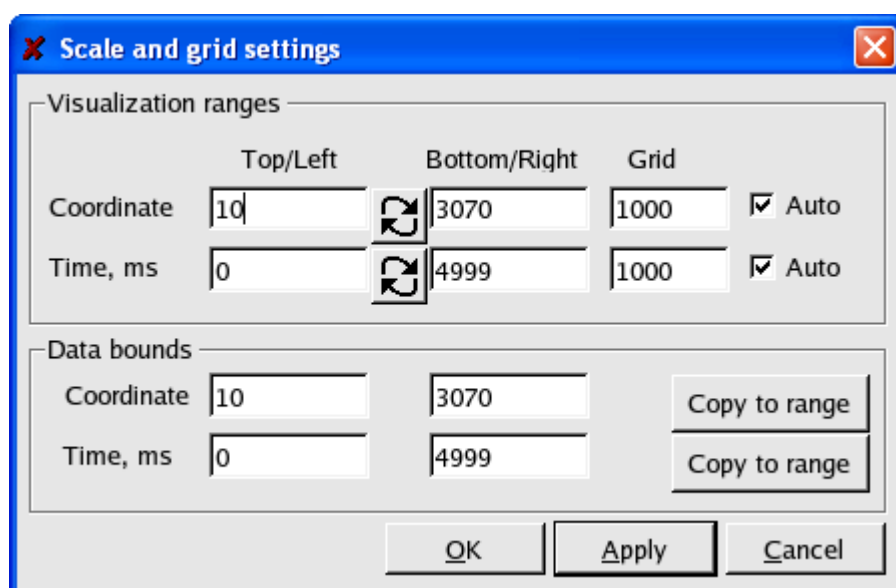 Scale and grid settings
Visualization ranges
Top/Left Bottom/Right Grid
Coordinate 10 3070 1000 Auto
Time, ms 0 4999 1000 Auto
Data bounds
Coordinate 10 3070 Copy to range
Time, ms 0 4999 Copy to range
OK Apply Cancel